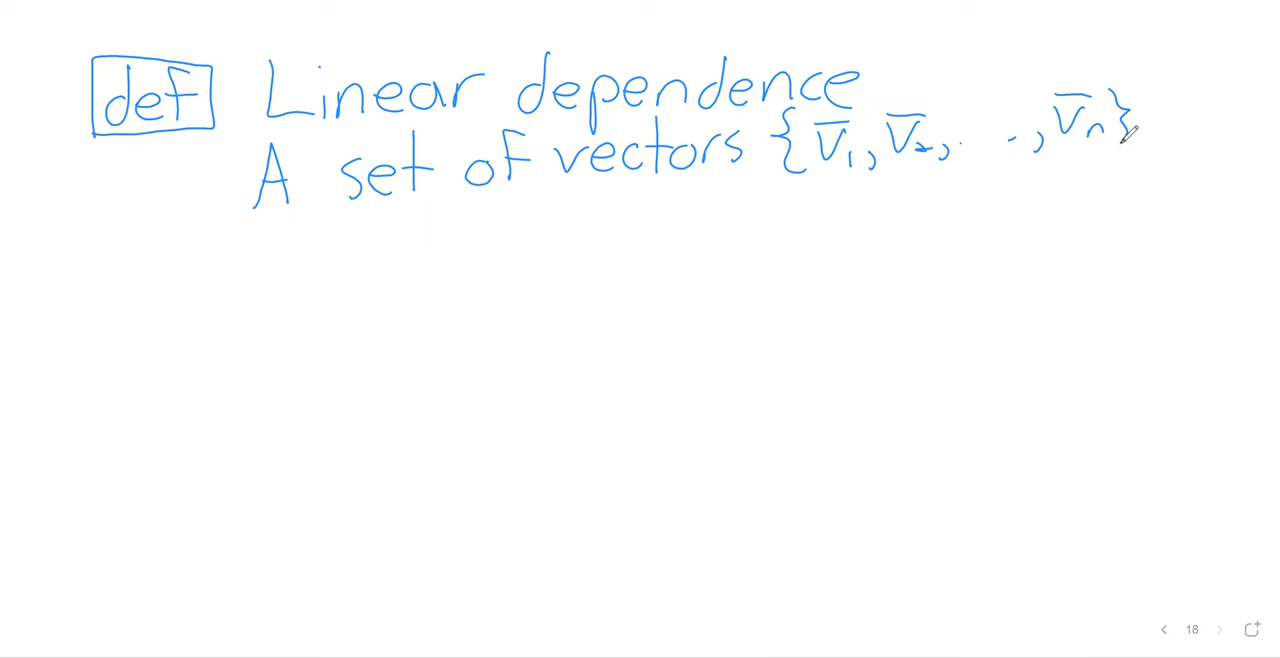 def Linear dependence
A set of vectors {v̅₁, v̅₂, . . ., v̅ₙ}
18